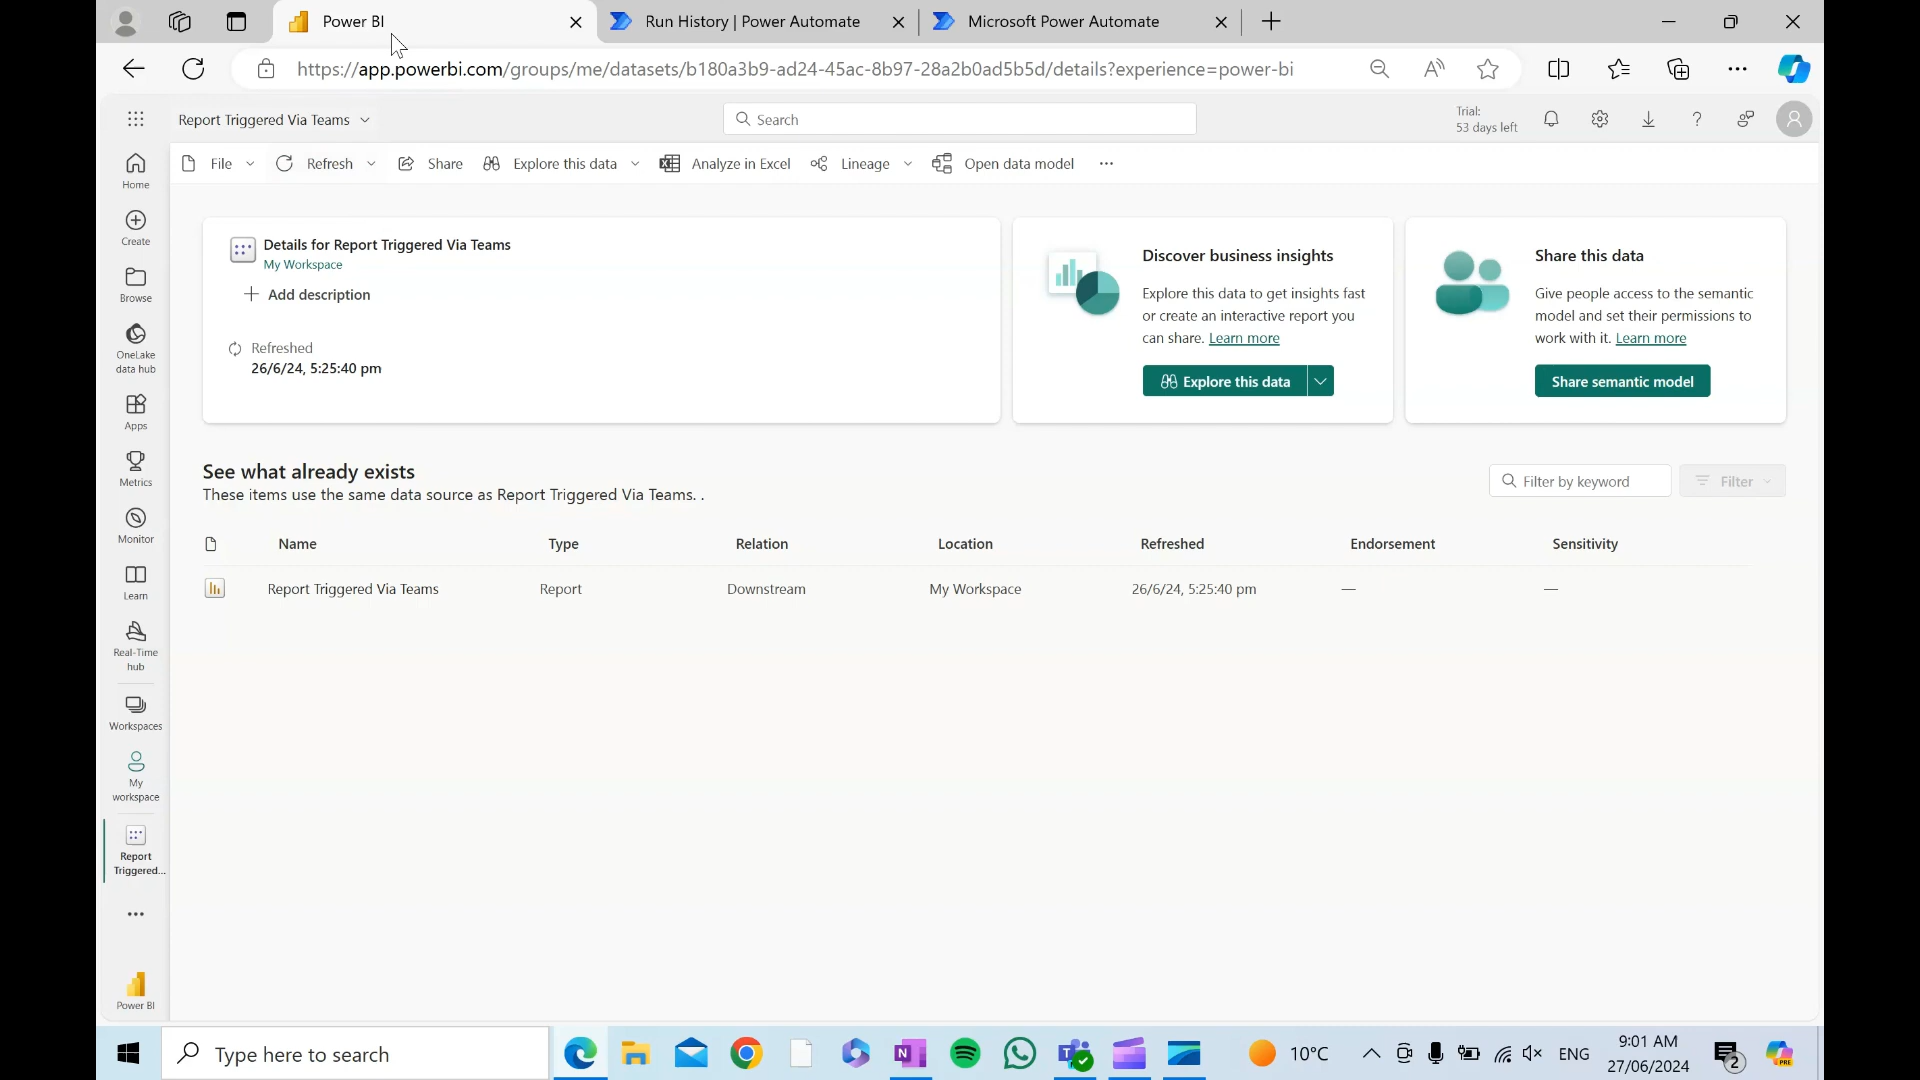 Power BI
Run History | Power Automate
Microsoft Power Automate
https://app.powerbi.com/groups/me/datasets/b180a3b9-ad24-45ac-8b97-28a2b0ad5b5d/details?experience=power-bi
Report Triggered Via Teams
Search
Trial:
53 days left
File
Refresh
Share
Explore this data
Analyze in Excel
Lineage
Open data model
Home
Create
Browse
OneLake
data hub
Apps
Metrics
Monitor
Learn
Real-Time
hub
Workspaces
My
workspace
Report
Triggered...
Power BI
Details for Report Triggered Via Teams
My Workspace
Add description
Refreshed
26/6/24, 5:25:40 pm
Discover business insights
Explore this data to get insights fast
or create an interactive report you
can share. Learn more
Explore this data
Share this data
Give people access to the semantic
model and set their permissions to
work with it. Learn more
Share semantic model
See what already exists
These items use the same data source as Report Triggered Via Teams. .
Filter by keyword
Filter
Name Type Relation Location Refreshed Endorsement Sensitivity
Report Triggered Via Teams Report Downstream My Workspace 26/6/24, 5:25:40 pm — —
Type here to search
10°C
ENG
9:01 AM
27/06/2024
2
PRE